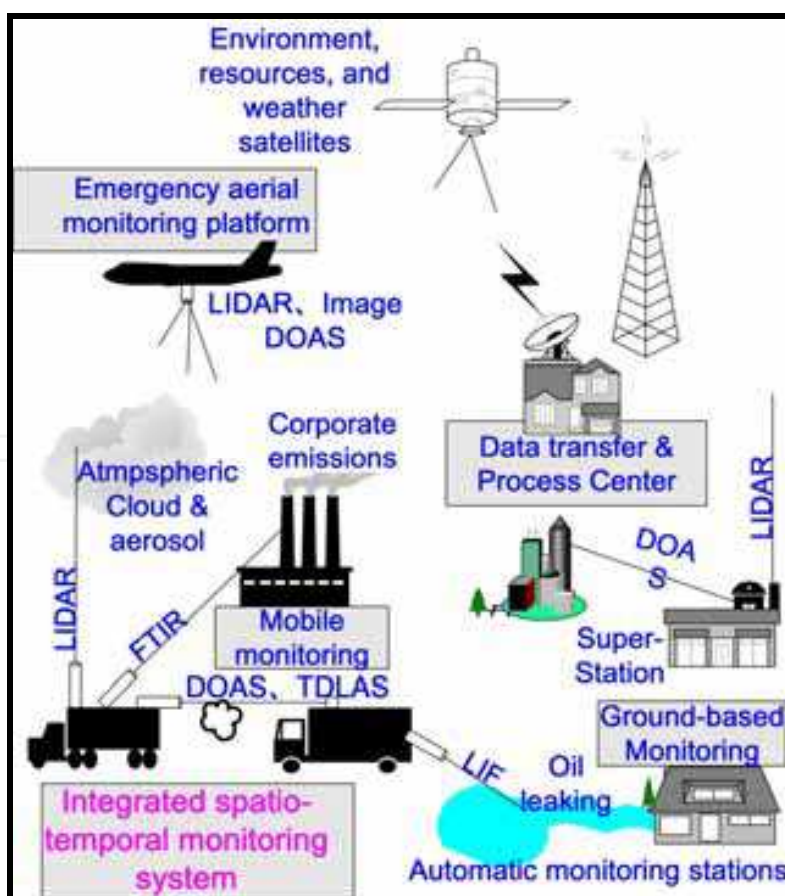 Environment,
resources, and
weather
satellites
Emergency aerial
monitoring platform
LIDAR、Image
DOAS
Corporate
emissions
Atmpspheric
Cloud &
aerosol
Data transfer &
Process Center
LIDAR
DOAS
LIDAR
FTIR
Mobile
monitoring
Super-
Station
DOAS、TDLAS
Ground-based
Monitoring
LIF
Oil
leaking
Integrated spatio-
temporal monitoring
system
Automatic monitoring stations